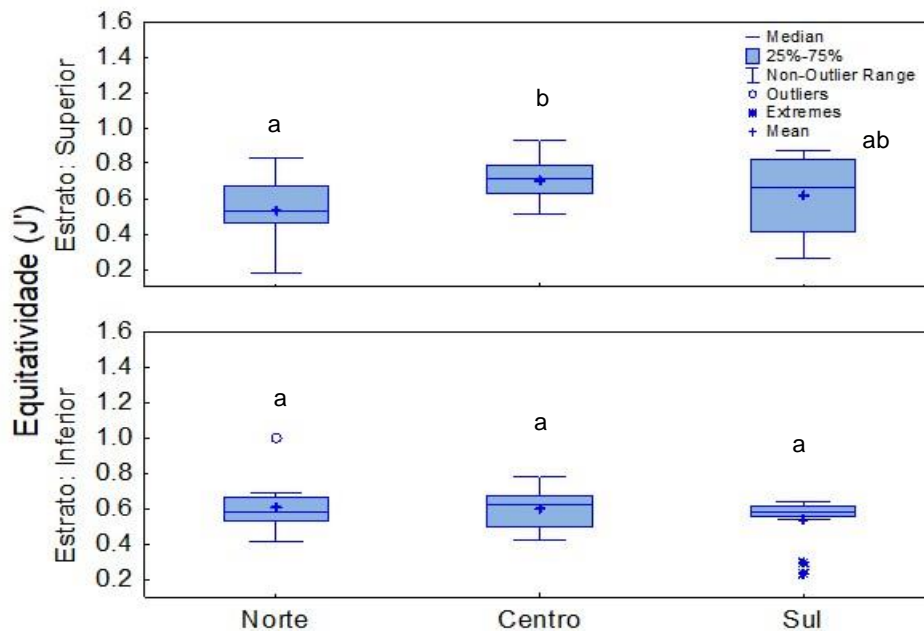 Equitatividade (J')
Estrato: Superior
1.6
1.4
1.2
1.0
0.8
0.6
0.4
0.2
a
b
ab
Median
25%-75%
Non-Outlier Range
Outliers
Extremes
Mean
Estrato: Inferior
1.6
1.4
1.2
1.0
0.8
0.6
0.4
0.2
a
a
a
Norte Centro Sul